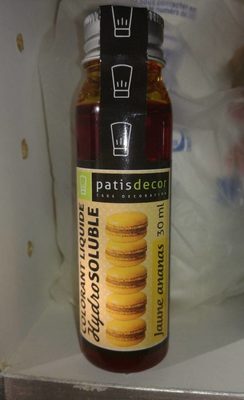 patisdecor
CAKE DECORATION
COLORANT LIQUIDE
HydroSOLUBLE
Jaune ananas 30 ml